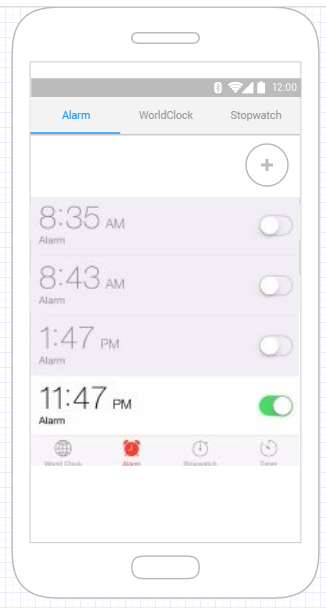 12:00
Alarm WorldClock Stopwatch
+
8:35 AM
Alarm
8:43 AM
Alarm
1:47 PM
Alarm
11:47 PM
Alarm
World Clock Alarm Stopwatch Timer